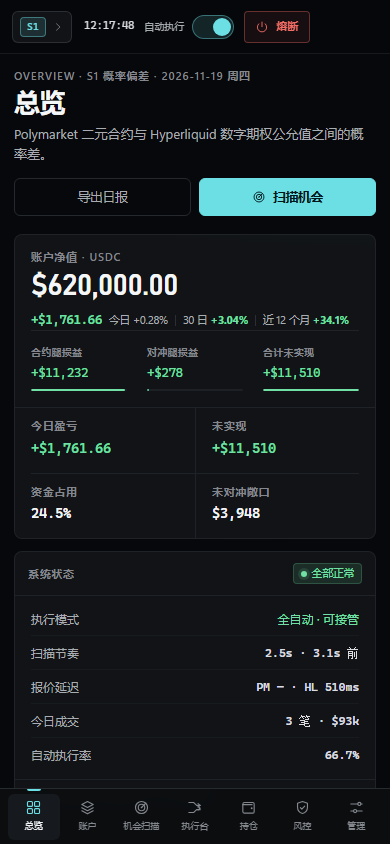 S1
12:17:48
自动执行
熔断
OVERVIEW · S1 概率偏差 · 2026-11-19 周四
总览
Polymarket 二元合约与 Hyperliquid 数字期权公允值之间的概
率差。
导出日报
扫描机会
账户净值 · USDC
$620,000.00
+$1,761.66 今日 +0.28% 30 日 +3.04% 近 12 个月 +34.1%
合约腿损益 对冲腿损益 合计未实现
+$11,232 +$278 +$11,510
今日盈亏 未实现
+$1,761.66 +$11,510
资金占用 未对冲敞口
24.5% $3,948
系统状态 全部正常
执行模式 全自动 · 可接管
扫描节奏 2.5s · 3.1s 前
报价延迟 PM — · HL 510ms
今日成交 3 笔 · $93k
自动执行率 66.7%
总览 账户 机会扫描 执行台 持仓 风控 管理